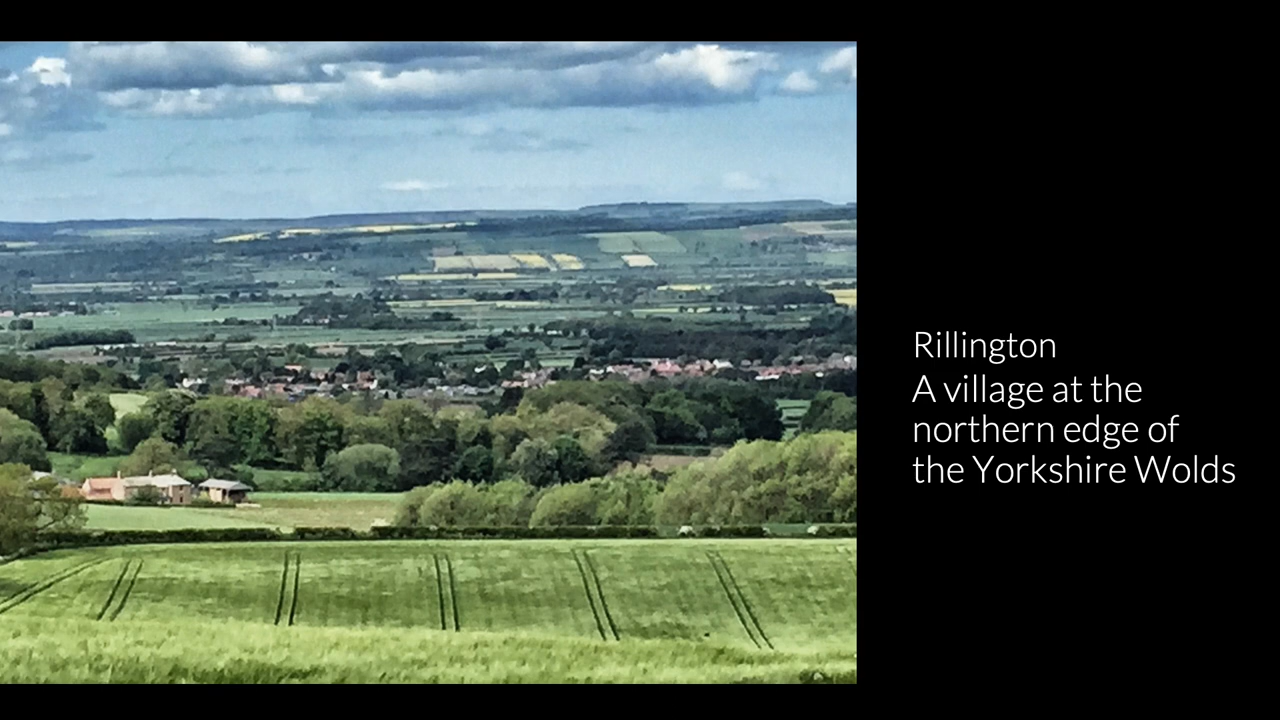 Rillington
A village at the
northern edge of
the Yorkshire Wolds